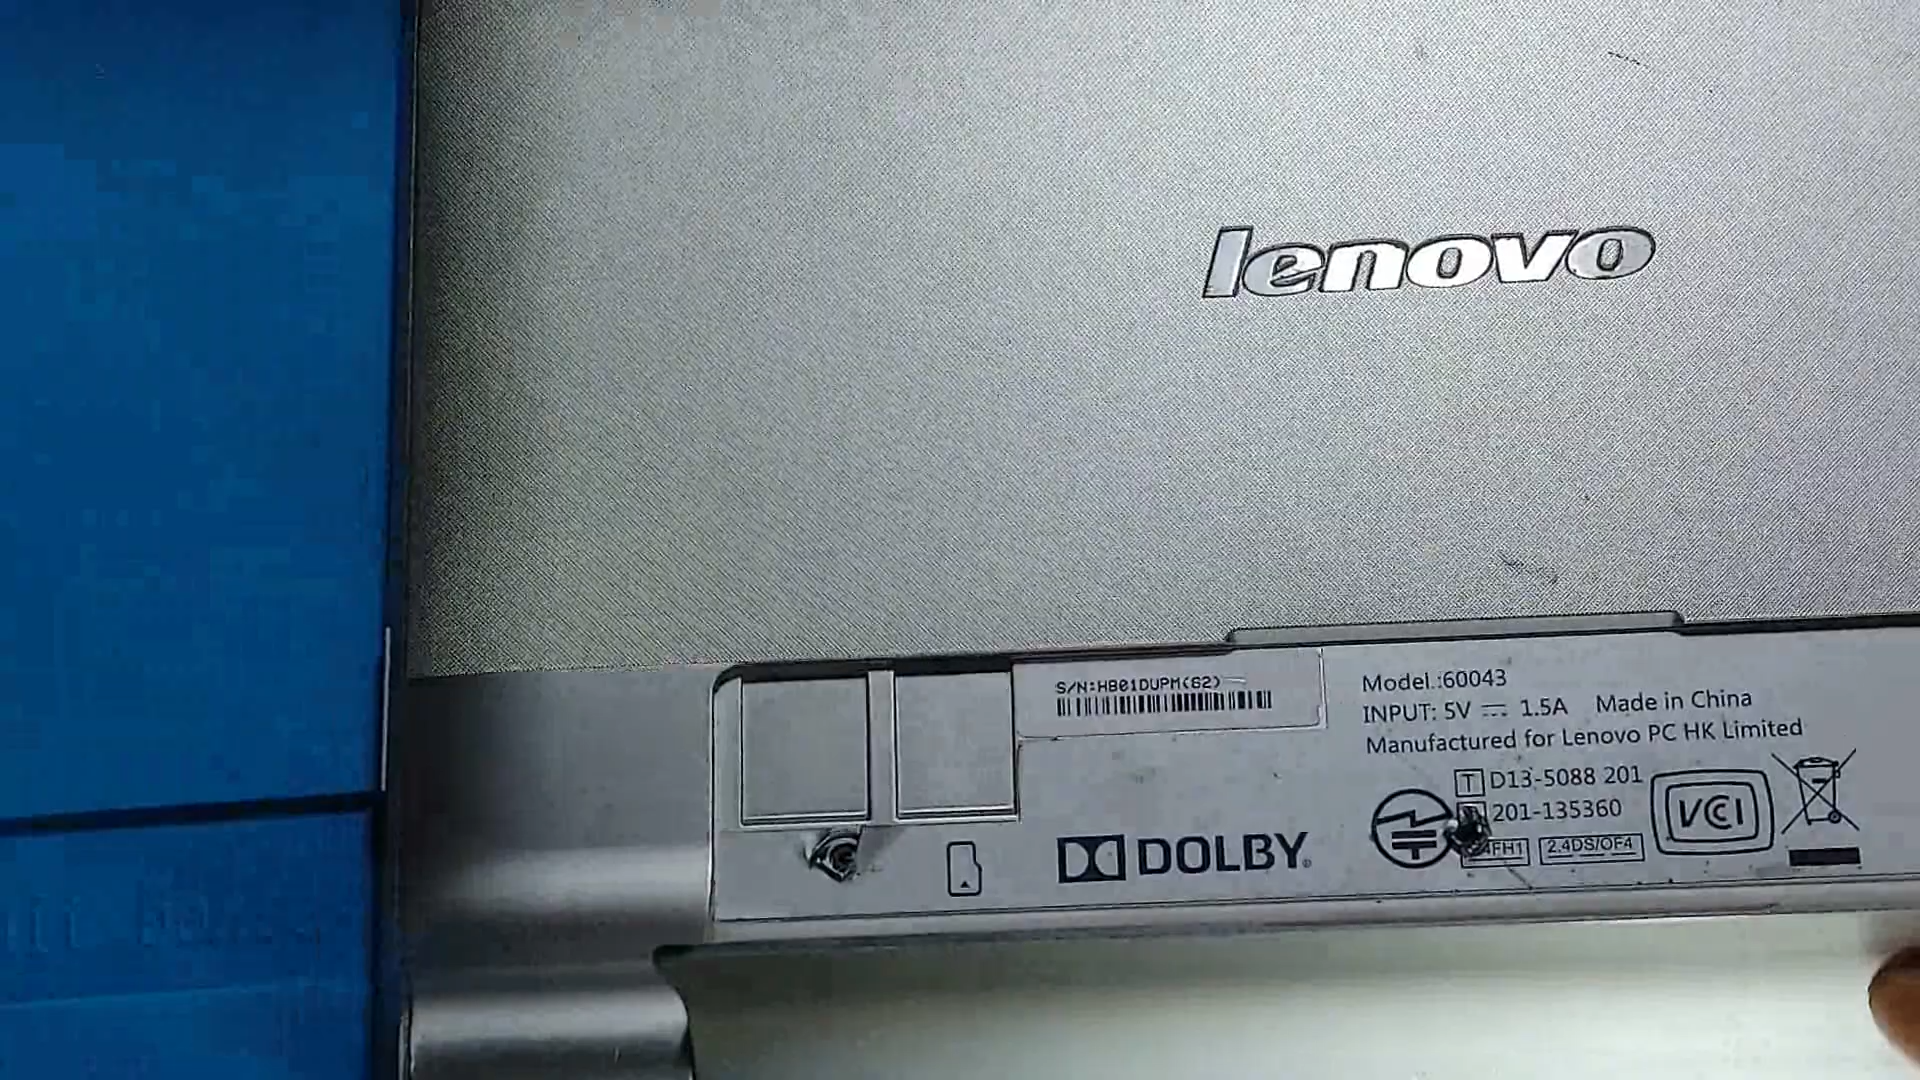 lenovo
S/N:HB01DUPM(62)
Model.:60043
INPUT: 5V ⎓ 1.5A Made in China
Manufactured for Lenovo PC HK Limited
T D13-5088 201
201-135360
2.4DS/OF4
VCI
DOLBY